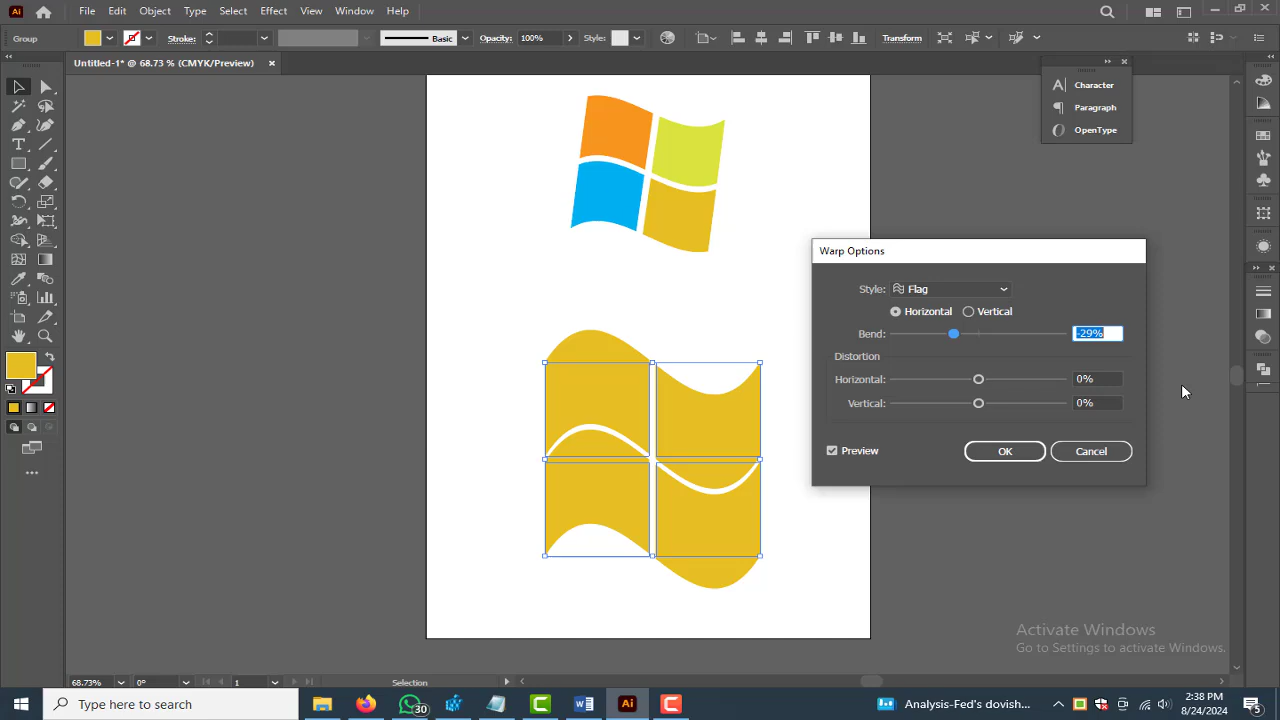 Ai File Edit Object Type Select Effect View Window Help
Group Stroke: Basic Opacity: 100% Style: Transform
Untitled-1* @ 68.73 % (CMYK/Preview)
Character
Paragraph
OpenType
Warp Options
Style: Flag
Horizontal Vertical
Bend: -29%
Distortion
Horizontal: 0%
Vertical: 0%
Preview OK Cancel
Activate Windows
Go to Settings to activate Windows.
68.73% 0° 1 Selection
Type here to search 30 Ai Analysis-Fed's dovish... 2:38 PM
8/24/2024 5